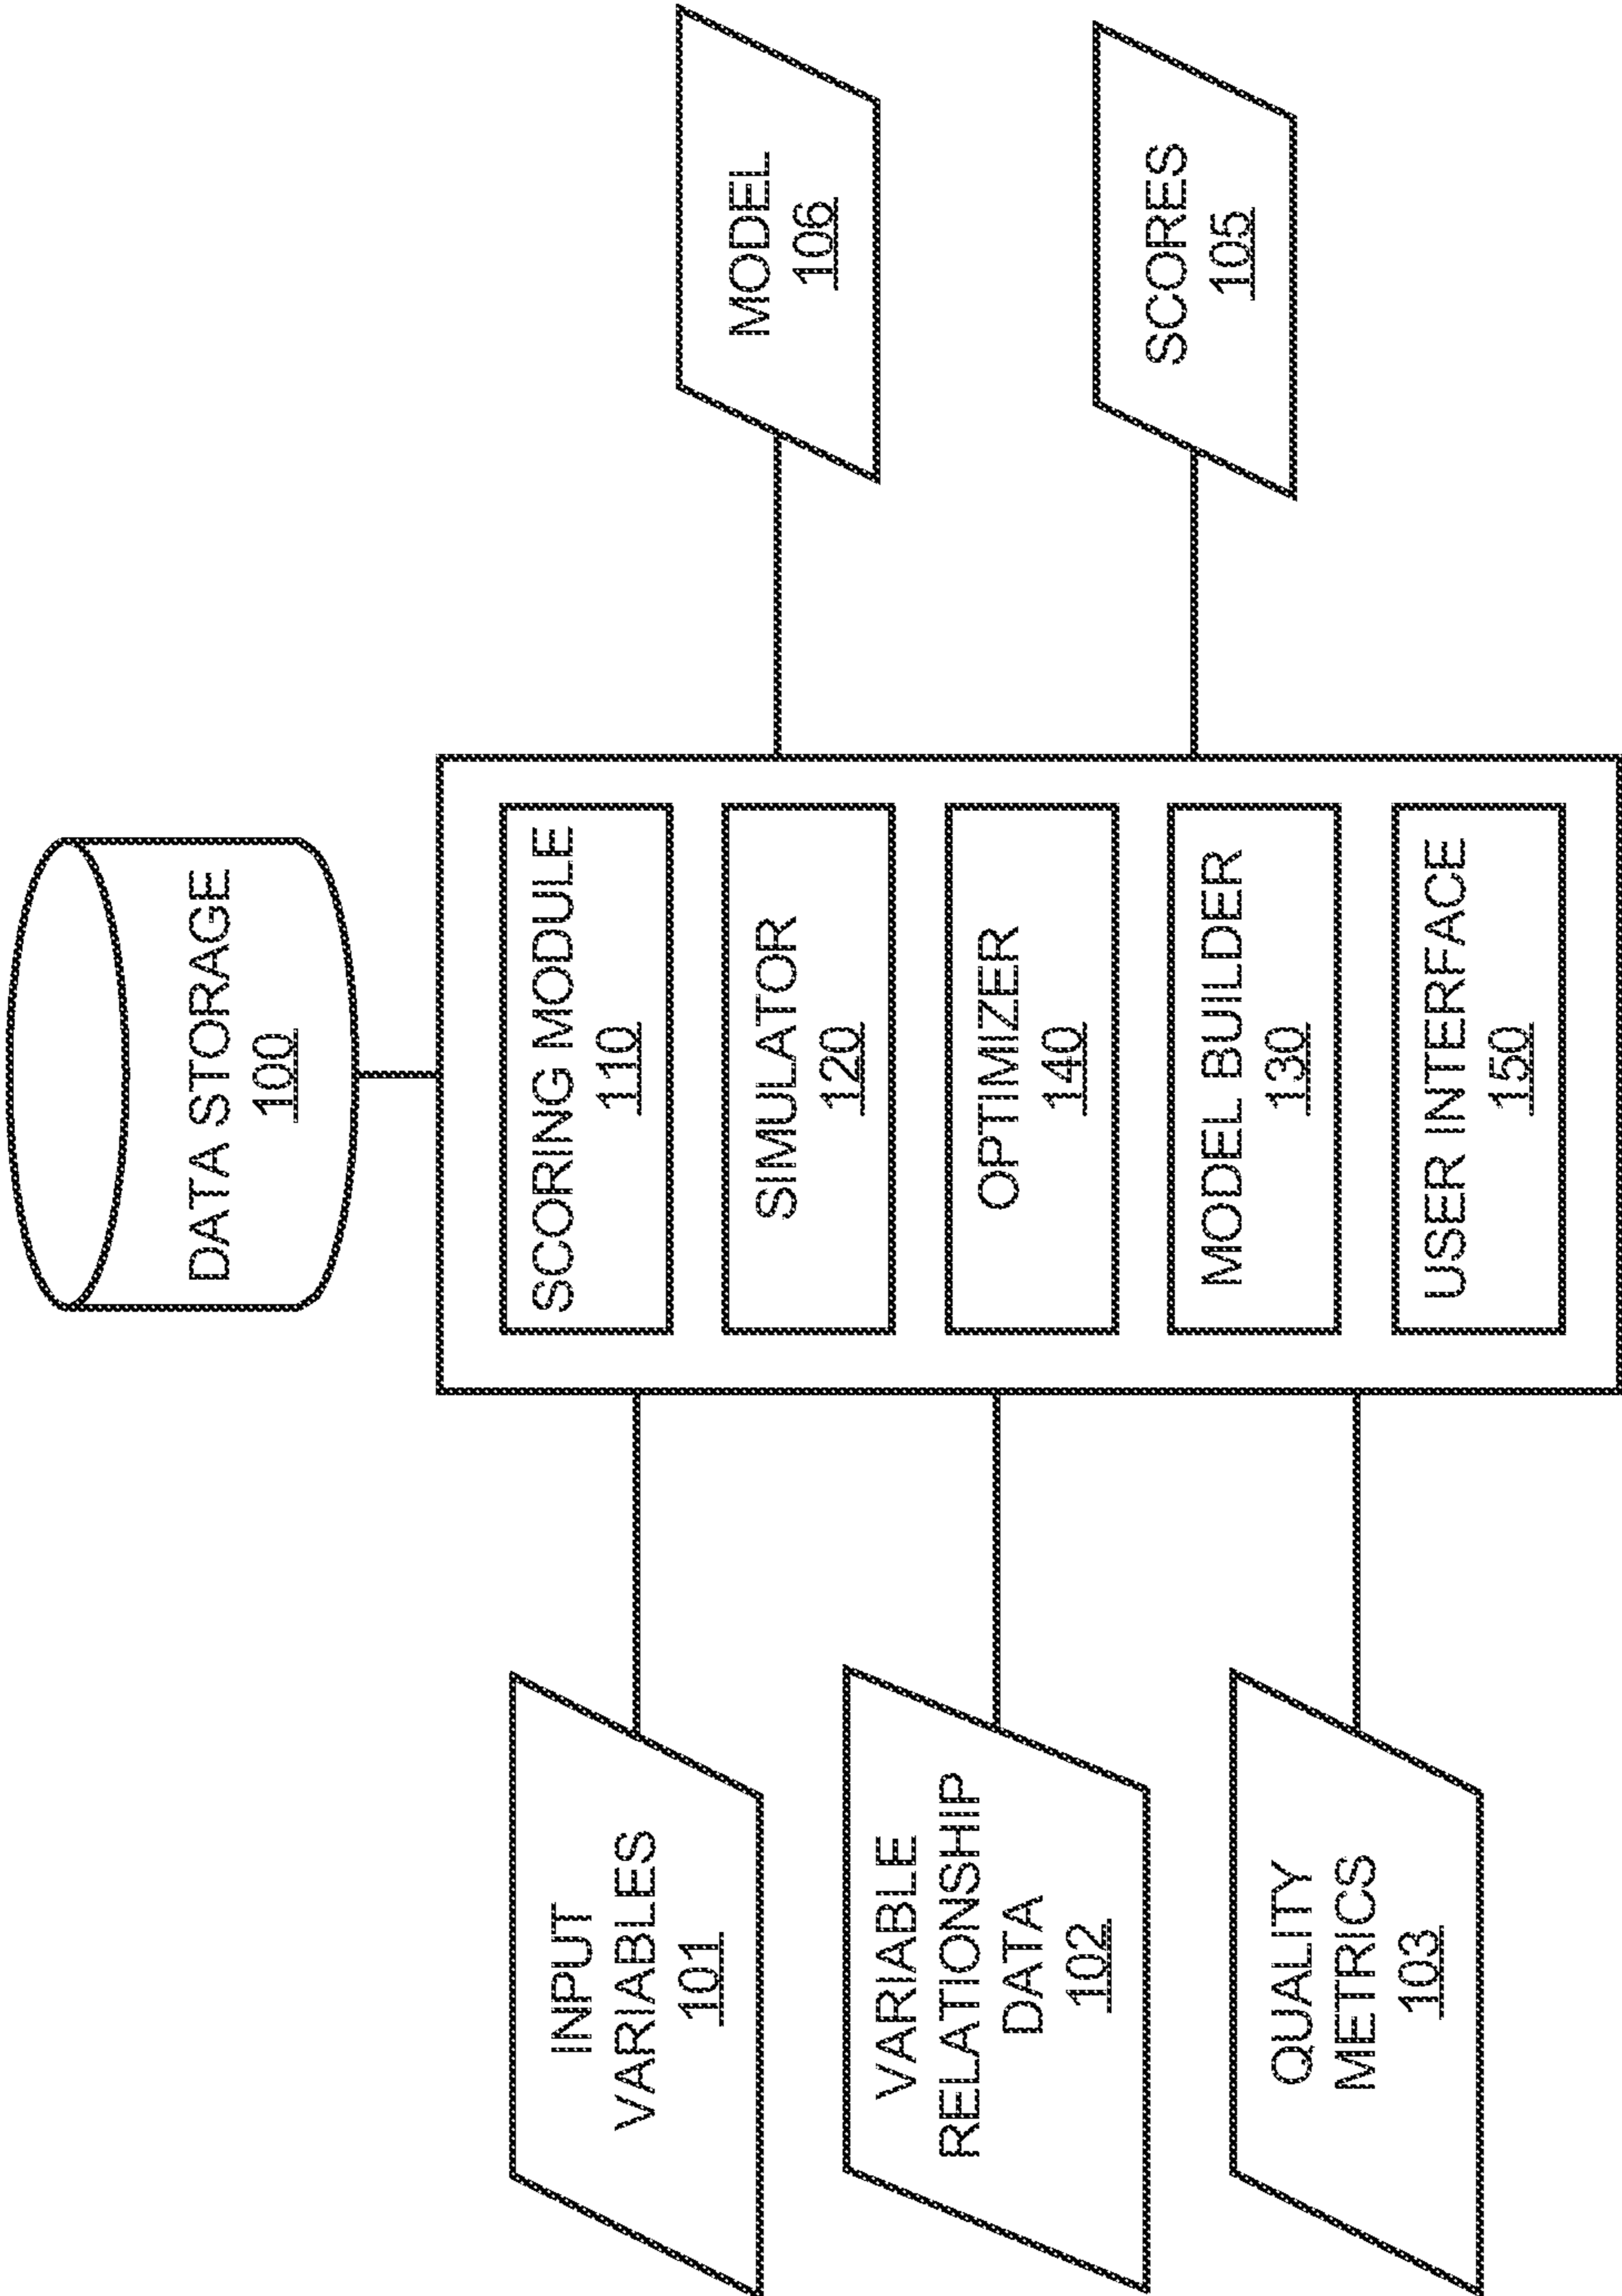 DATA STORAGE
100
INPUT
VARIABLES
101
VARIABLE
RELATIONSHIP
DATA
102
QUALITY
METRICS
103
SCORING MODULE
110
SIMULATOR
120
OPTIMIZER
140
MODEL BUILDER
130
USER INTERFACE
150
MODEL
106
SCORES
105